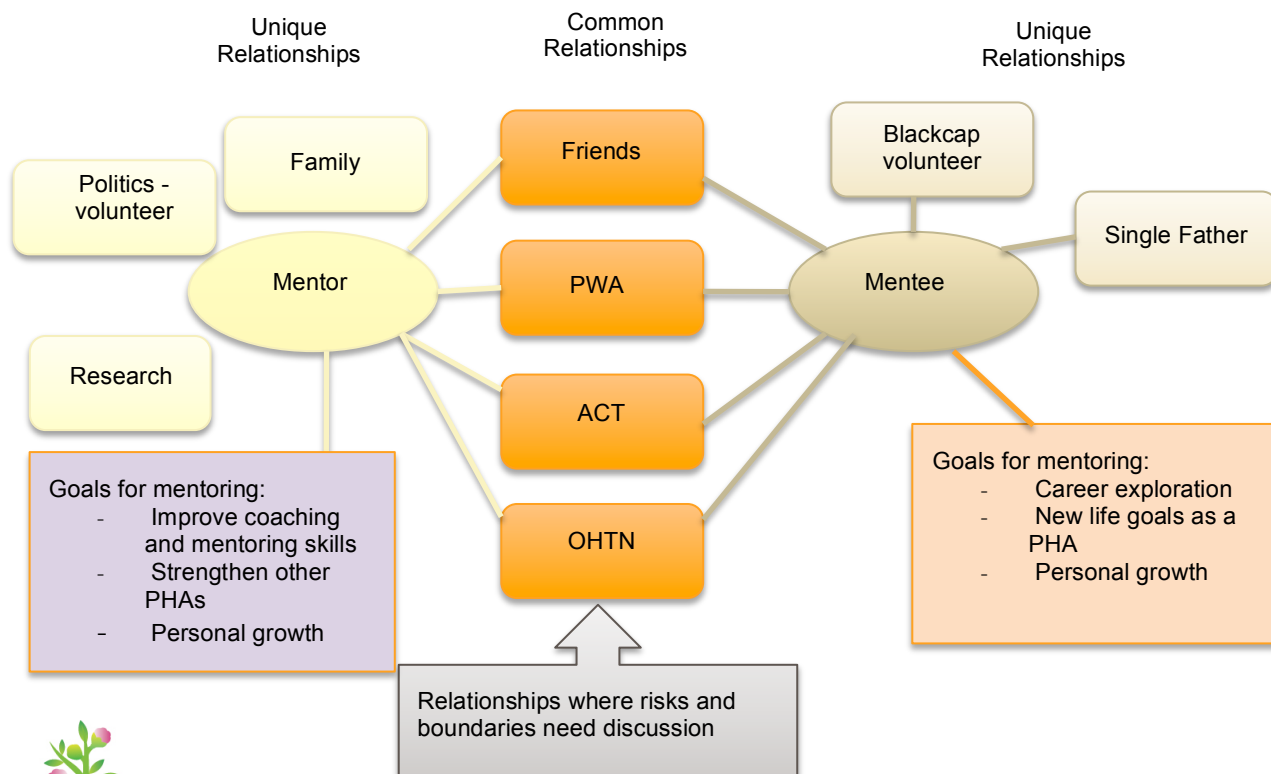 Unique
Relationships
Common
Relationships
Unique
Relationships
Politics -
volunteer
Family
Friends
Blackcap
volunteer
Single Father
Mentor
PWA
Mentee
Research
ACT
OHTN
Goals for mentoring:
- Improve coaching
and mentoring skills
- Strengthen other
PHAs
- Personal growth
Goals for mentoring:
- Career exploration
- New life goals as a
PHA
- Personal growth
Relationships where risks and
boundaries need discussion